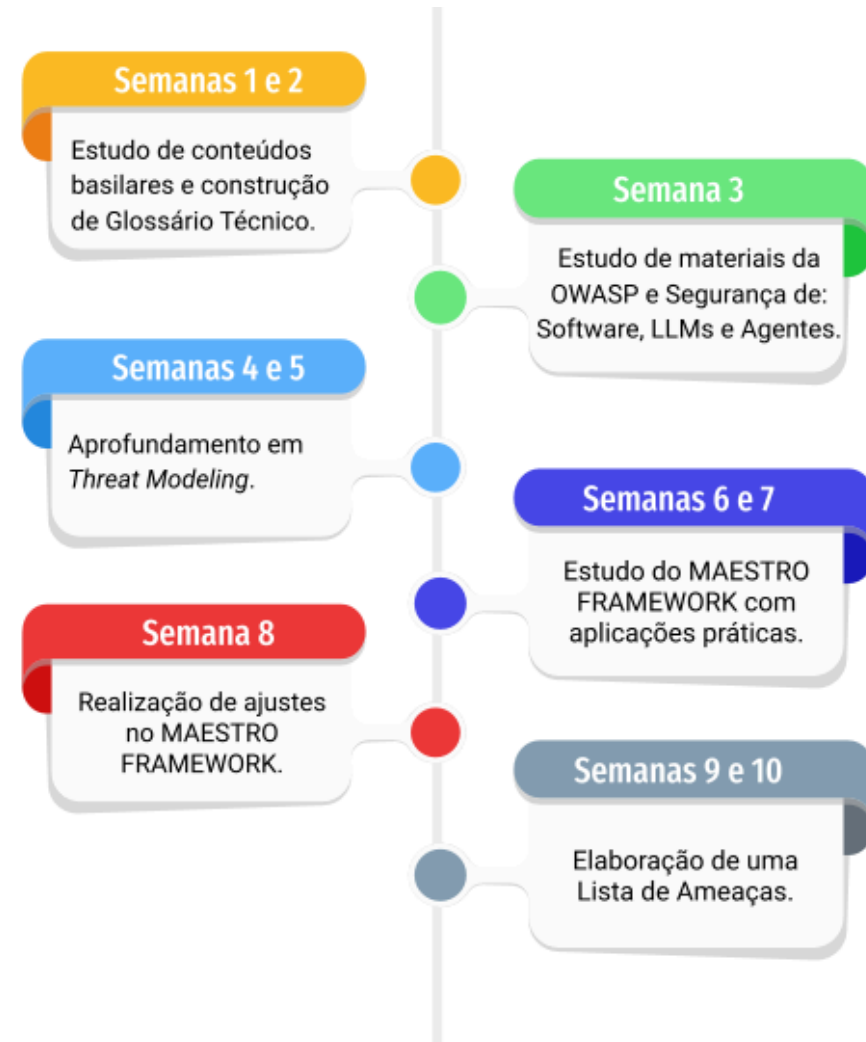 Semanas 1 e 2
Estudo de conteúdos
basilares e construção
de Glossário Técnico.
Semana 3
Estudo de materiais da
OWASP e Segurança de:
Software, LLMs e Agentes.
Semanas 4 e 5
Aprofundamento em
Threat Modeling.
Semanas 6 e 7
Estudo do MAESTRO
FRAMEWORK com
aplicações práticas.
Semana 8
Realização de ajustes
no MAESTRO
FRAMEWORK.
Semanas 9 e 10
Elaboração de uma
Lista de Ameaças.